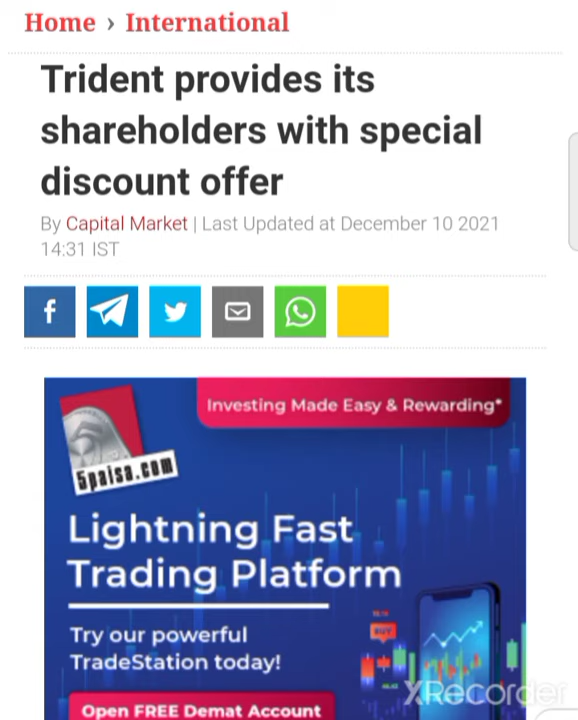 Home › International
Trident provides its
shareholders with special
discount offer
By Capital Market | Last Updated at December 10 2021
14:31 IST
f
Investing Made Easy & Rewarding*
5paisa.com
Lightning Fast
Trading Platform
Try our powerful
TradeStation today!
BUY
Open FREE Demat Account
XRecorder